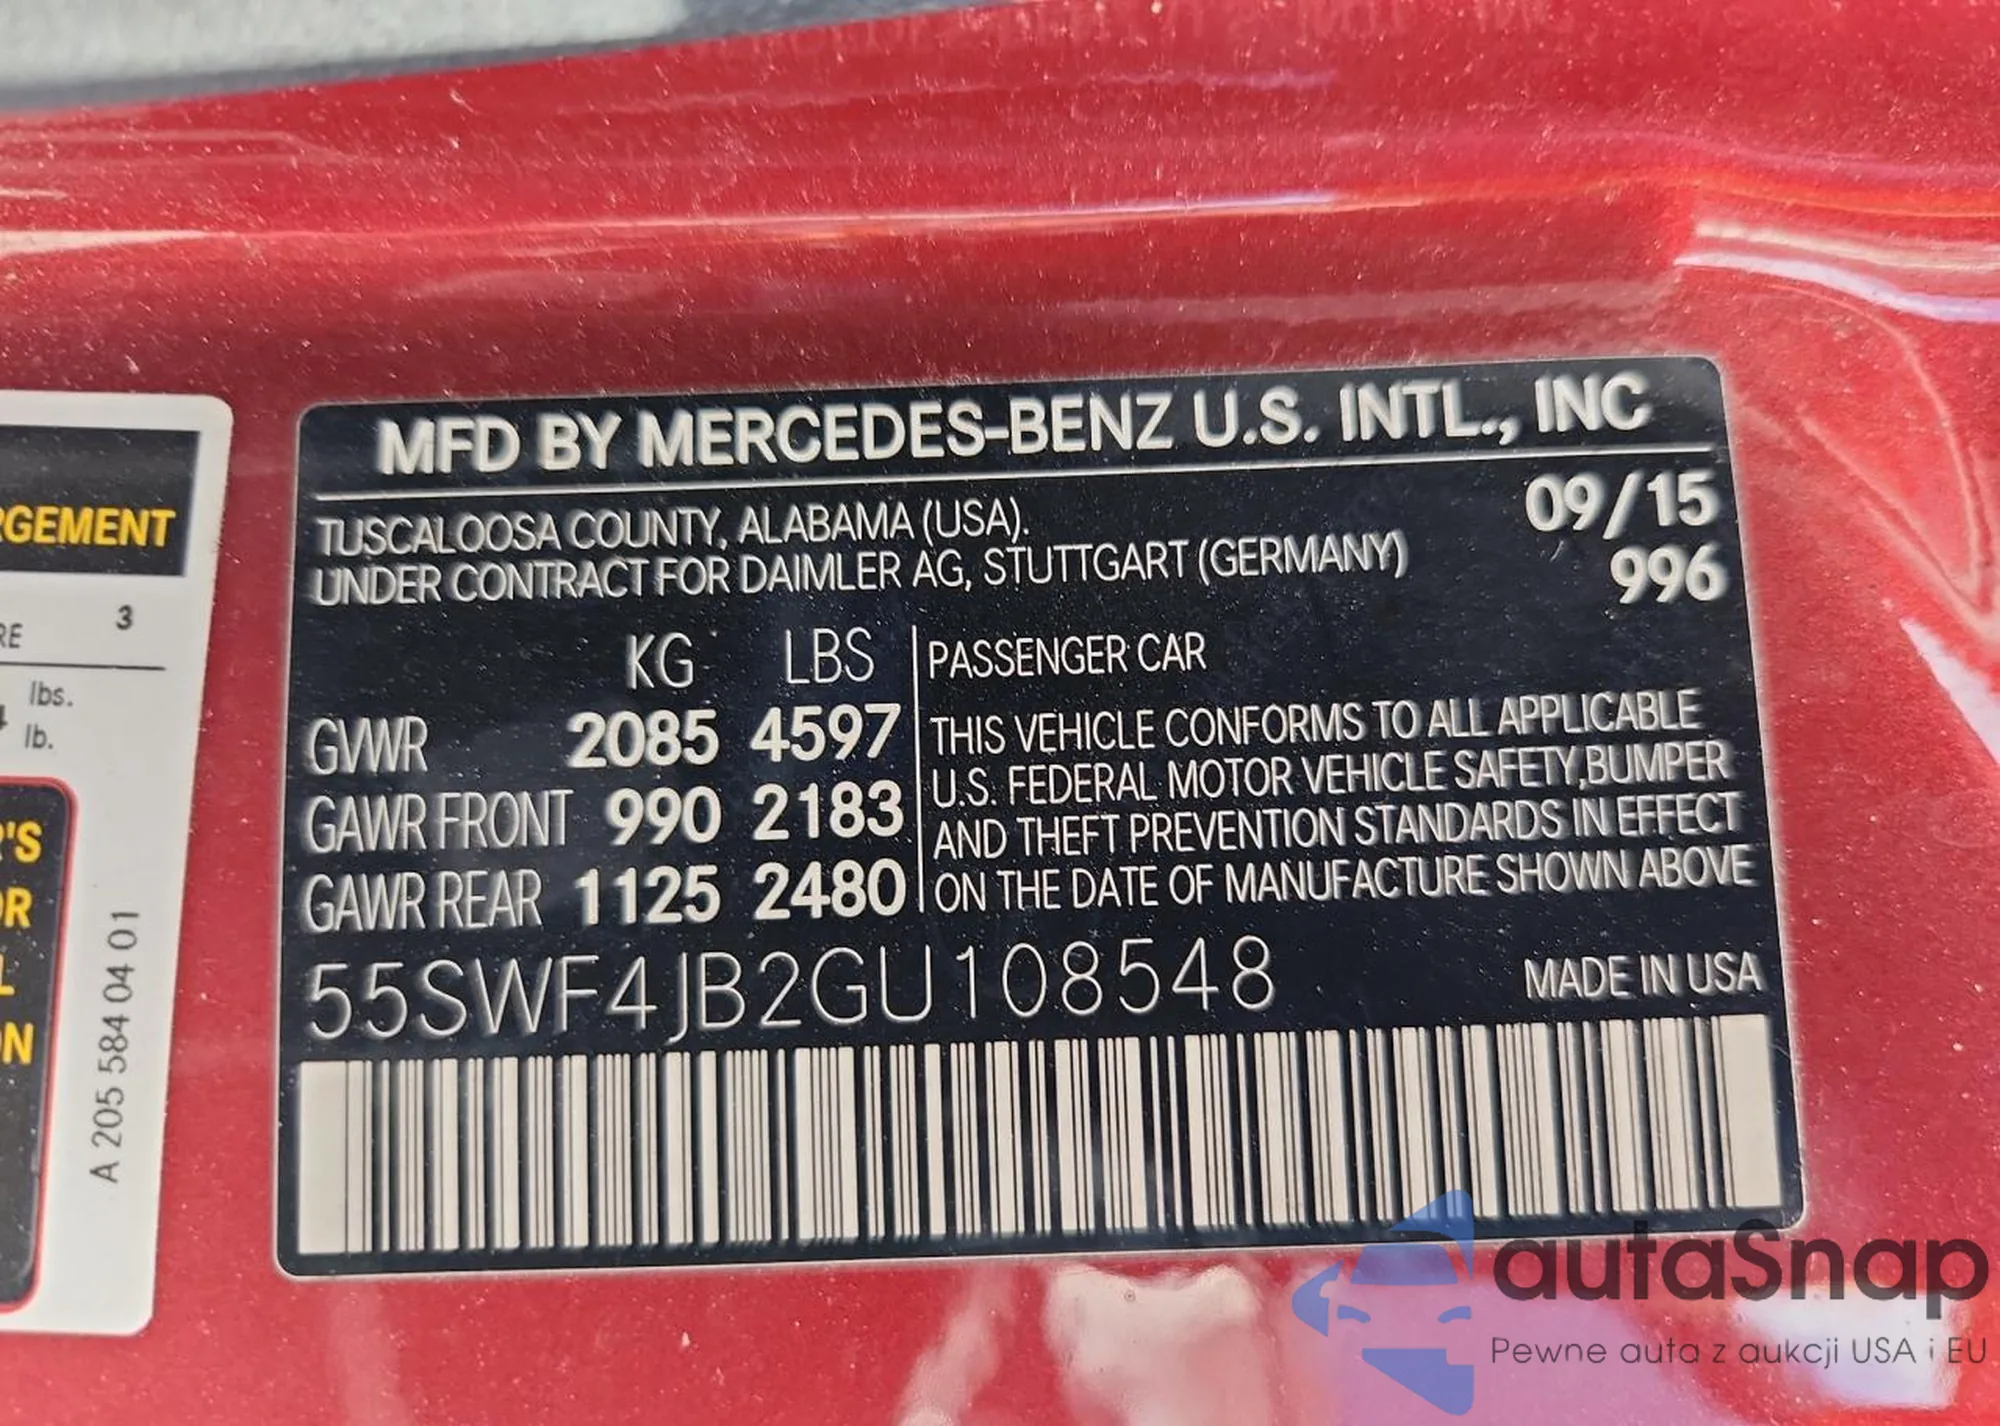 MFD BY MERCEDES-BENZ U.S. INTL., INC
TUSCALOOSA COUNTY, ALABAMA (USA).
UNDER CONTRACT FOR DAIMLER AG, STUTTGART (GERMANY)
09/15
996
KG LBS
GVWR 2085 4597
GAWR FRONT 990 2183
GAWR REAR 1125 2480
PASSENGER CAR
THIS VEHICLE CONFORMS TO ALL APPLICABLE
U.S. FEDERAL MOTOR VEHICLE SAFETY,BUMPER
AND THEFT PREVENTION STANDARDS IN EFFECT
ON THE DATE OF MANUFACTURE SHOWN ABOVE
55SWF4JB2GU108548
MADE IN USA
RGEMENT
RE 3
lbs.
lb.
'S
OR
L
ON
A 205 584 04 01
autaSnap
Pewne auta z aukcji USA i EU